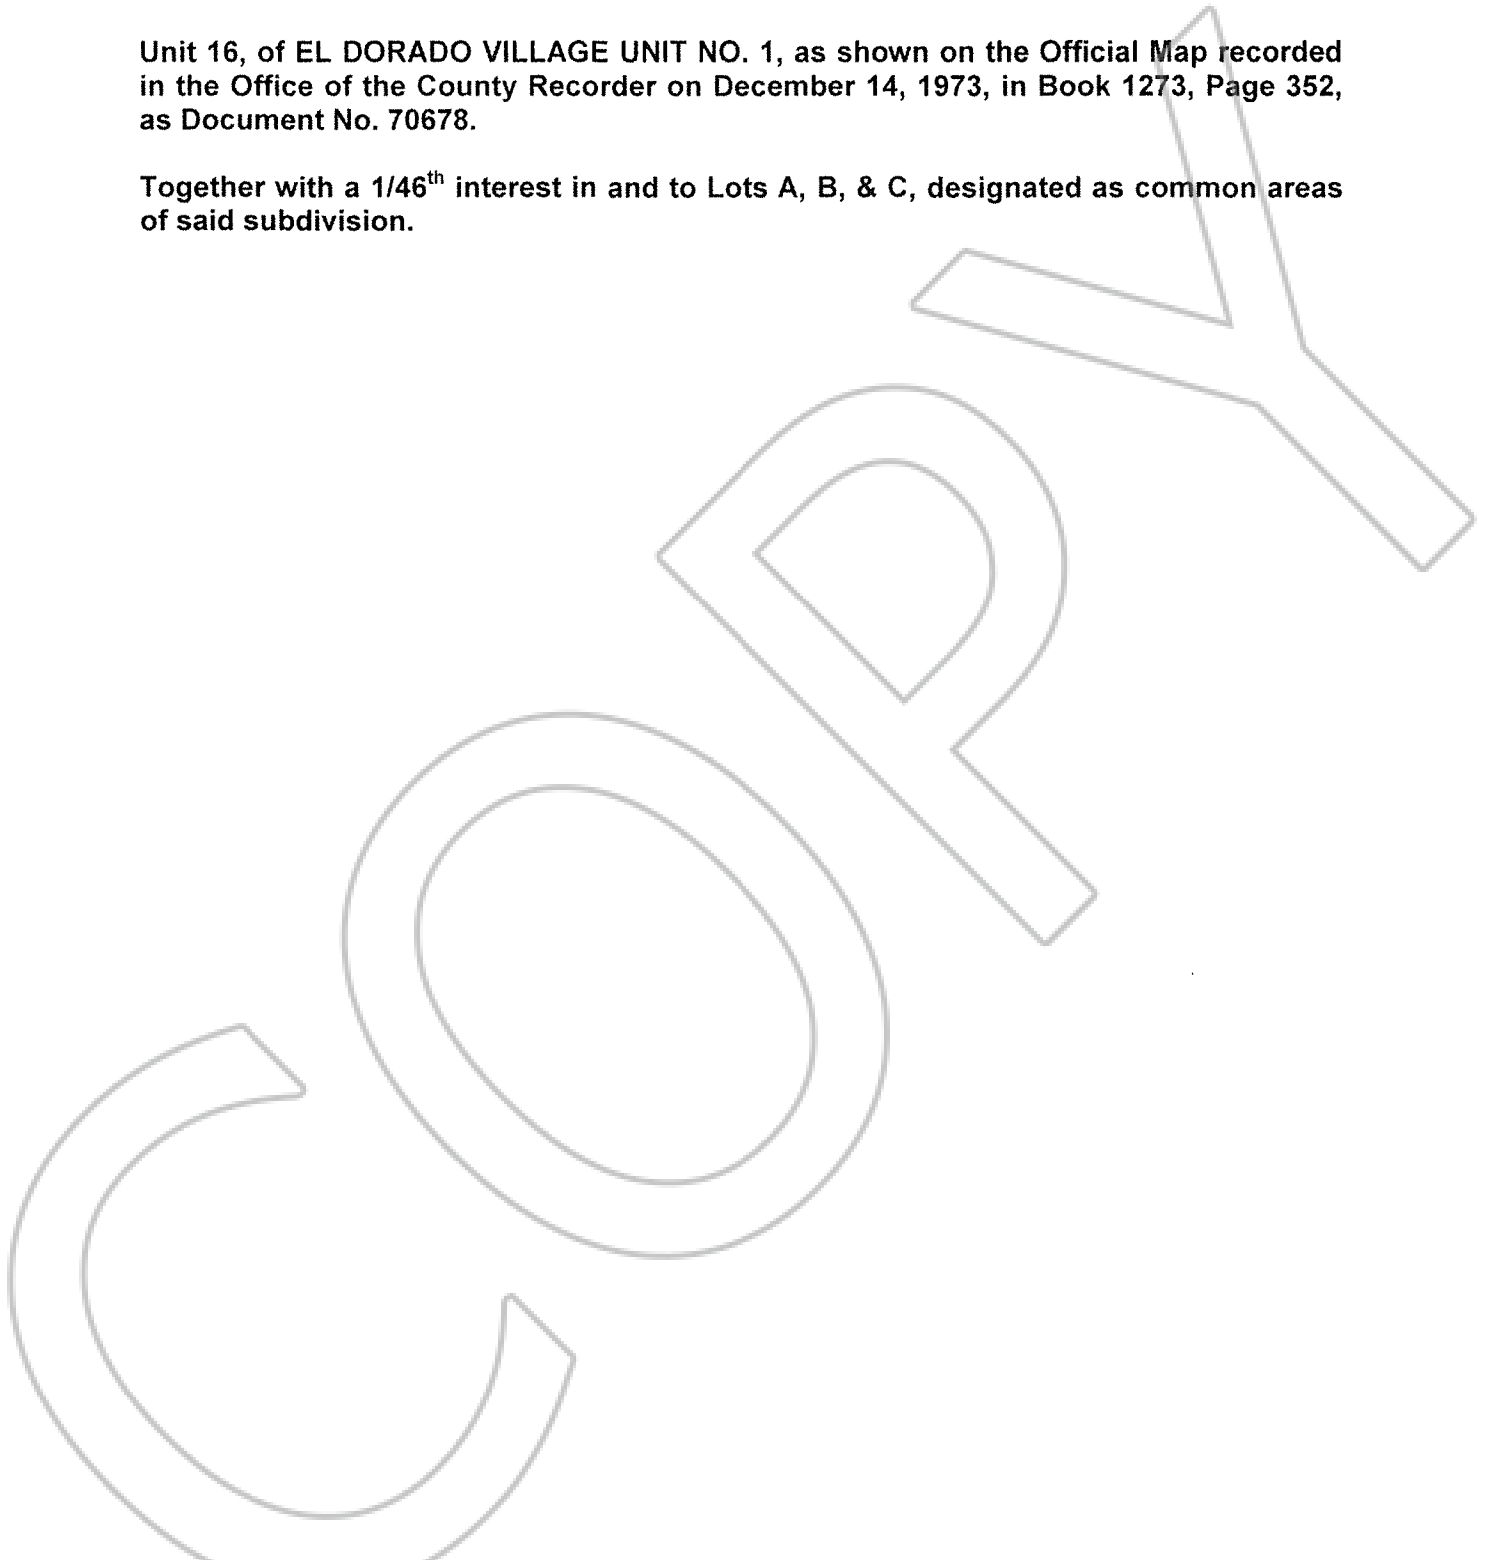 Unit 16, of EL DORADO VILLAGE UNIT NO. 1, as shown on the Official Map recorded
in the Office of the County Recorder on December 14, 1973, in Book 1273, Page 352,
as Document No. 70678.
Together with a 1/46th interest in and to Lots A, B, & C, designated as common areas
of said subdivision.
COPY